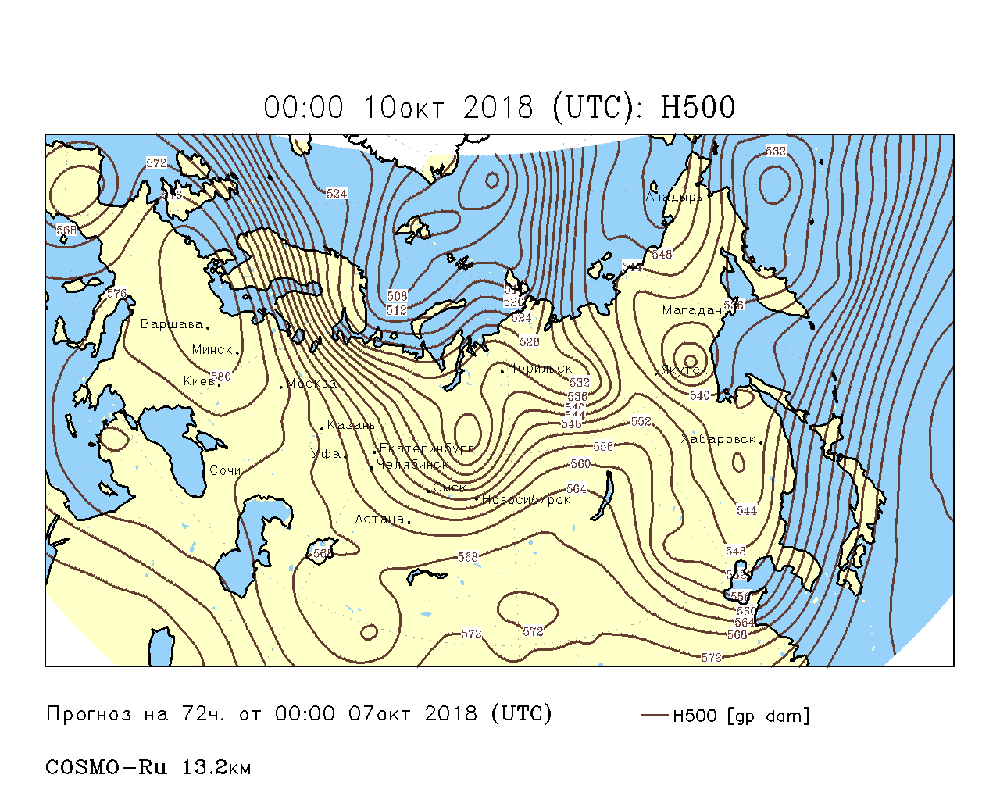 00:00 10окт 2018 (UTC): H500
532
572
576
524
Анадырь
568
548
544
576
508
512
520
524
528
536
Магадан
Варшава
Минск
Норильск
Якутск
580
Киев
Москва
532
536
540
544
548
540
552
Казань
Хабаровск
Екатеринбург
Уфа
556
Челябинск
560
Сочи
Омск
564
Новосибирск
544
Астана
568
568
548
552
556
560
564
568
572
572
572
Прогноз на 72ч. от 00:00 07окт 2018 (UTC)
H500 [gp dam]
COSMO-Ru 13.2км